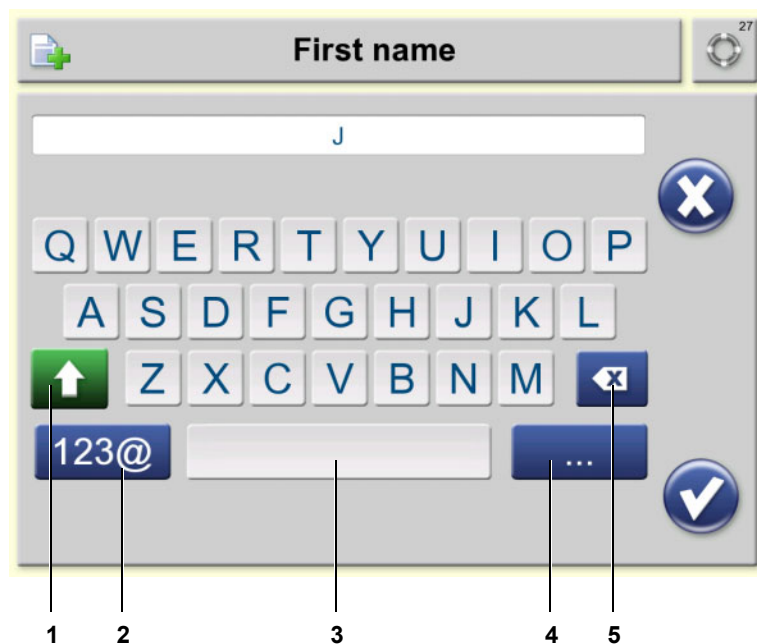 First name
27
J
Q W E R T Y U I O P
A S D F G H J K L
Z X C V B N M x
123@ ...
1 2 3 4 5